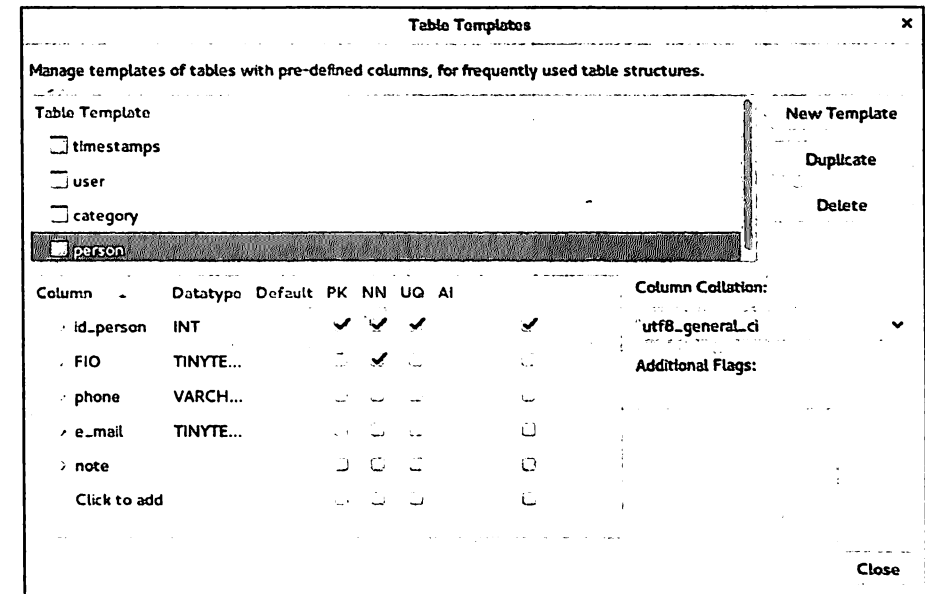 Table Templates ×
Manage templates of tables with pre-defined columns, for frequently used table structures.
Table Template
timestamps
user
category
person
New Template
Duplicate
Delete
Column Datatype Default PK NN UQ AI
id_person INT
FIO TINYTE...
phone VARCH...
e_mail TINYTE...
note
Click to add
Column Collation:
utf8_general_ci
Additional Flags:
Close